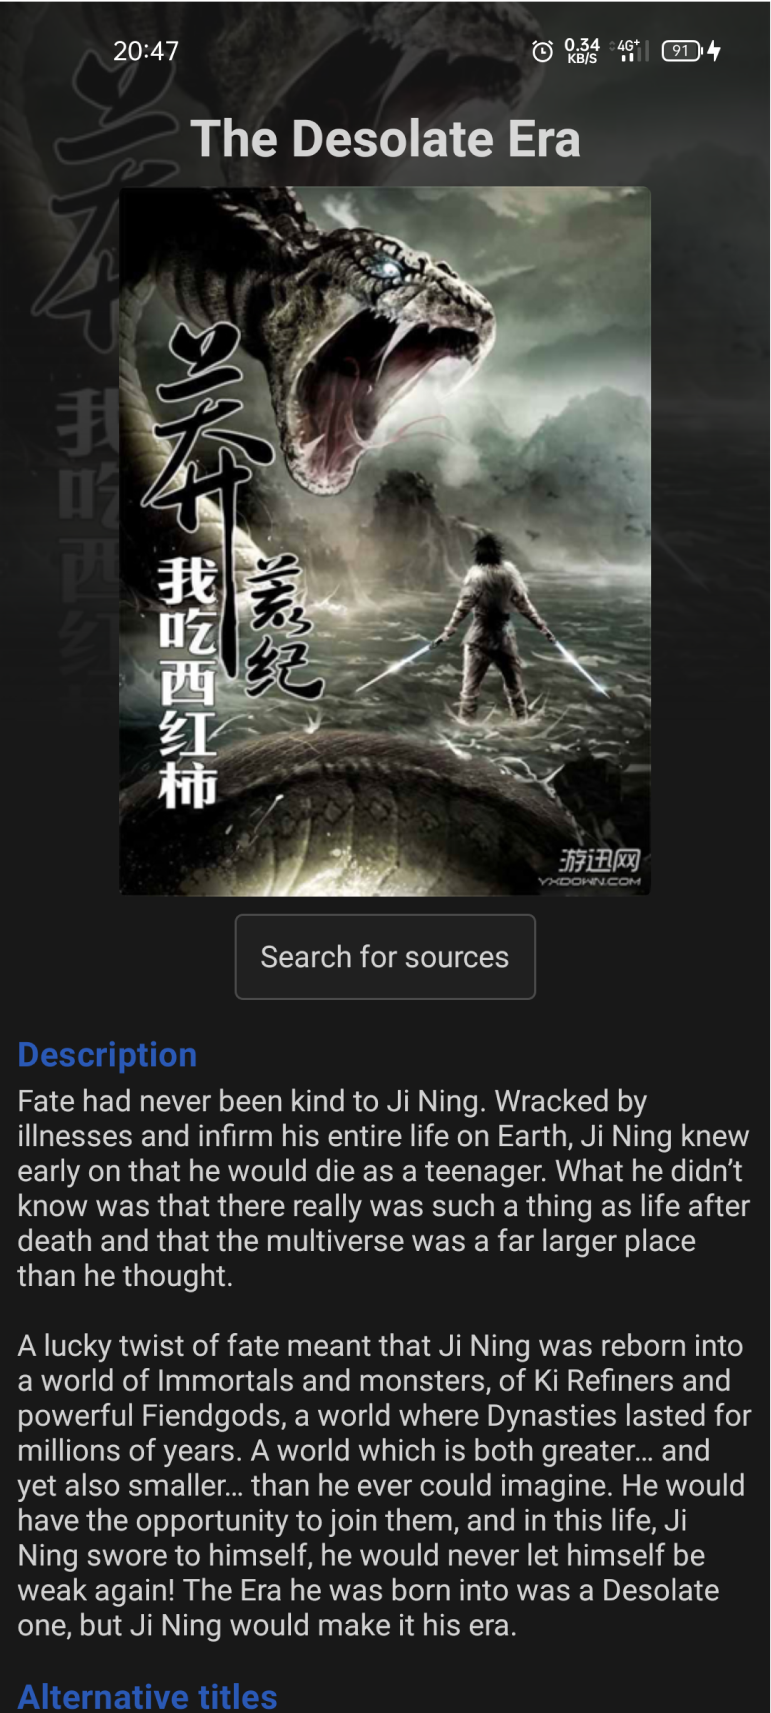 20:47
0.34
KB/S
4G+
91
The Desolate Era
莽
荒
纪
我
吃
西
红
柿
游迅网
YXDOWN.COM
Search for sources
Description
Fate had never been kind to Ji Ning. Wracked by
illnesses and infirm his entire life on Earth, Ji Ning knew
early on that he would die as a teenager. What he didn’t
know was that there really was such a thing as life after
death and that the multiverse was a far larger place
than he thought.
A lucky twist of fate meant that Ji Ning was reborn into
a world of Immortals and monsters, of Ki Refiners and
powerful Fiendgods, a world where Dynasties lasted for
millions of years. A world which is both greater… and
yet also smaller… than he ever could imagine. He would
have the opportunity to join them, and in this life, Ji
Ning swore to himself, he would never let himself be
weak again! The Era he was born into was a Desolate
one, but Ji Ning would make it his era.
Alternative titles